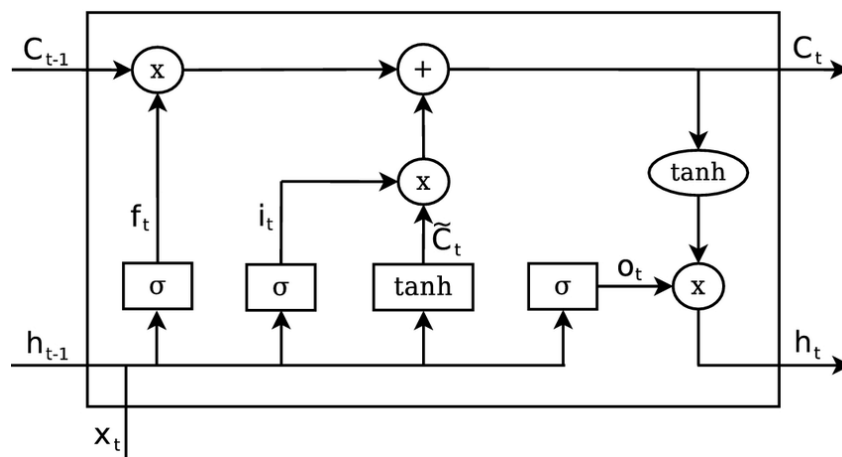 C_{t-1} x + C_t
tanh
x
f_t i_t C̃_t
σ σ tanh σ o_t x
h_{t-1} h_t
x_t